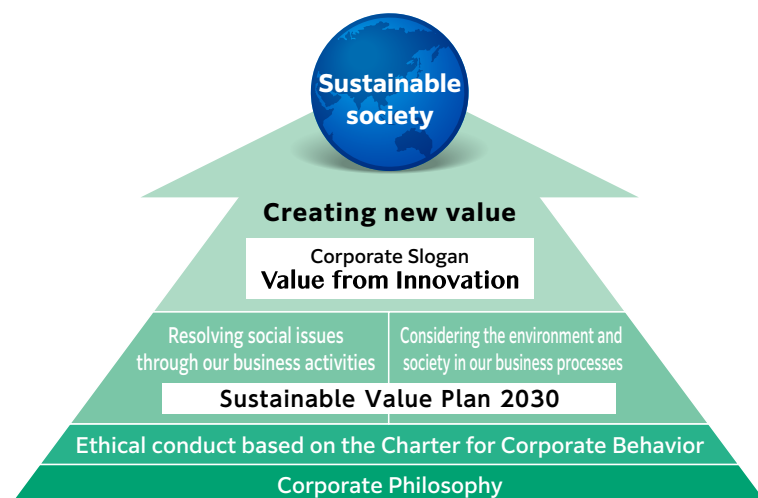 Sustainable
society
Creating new value
Corporate Slogan
Value from Innovation
Resolving social issues
through our business activities
Considering the environment and
society in our business processes
Sustainable Value Plan 2030
Ethical conduct based on the Charter for Corporate Behavior
Corporate Philosophy